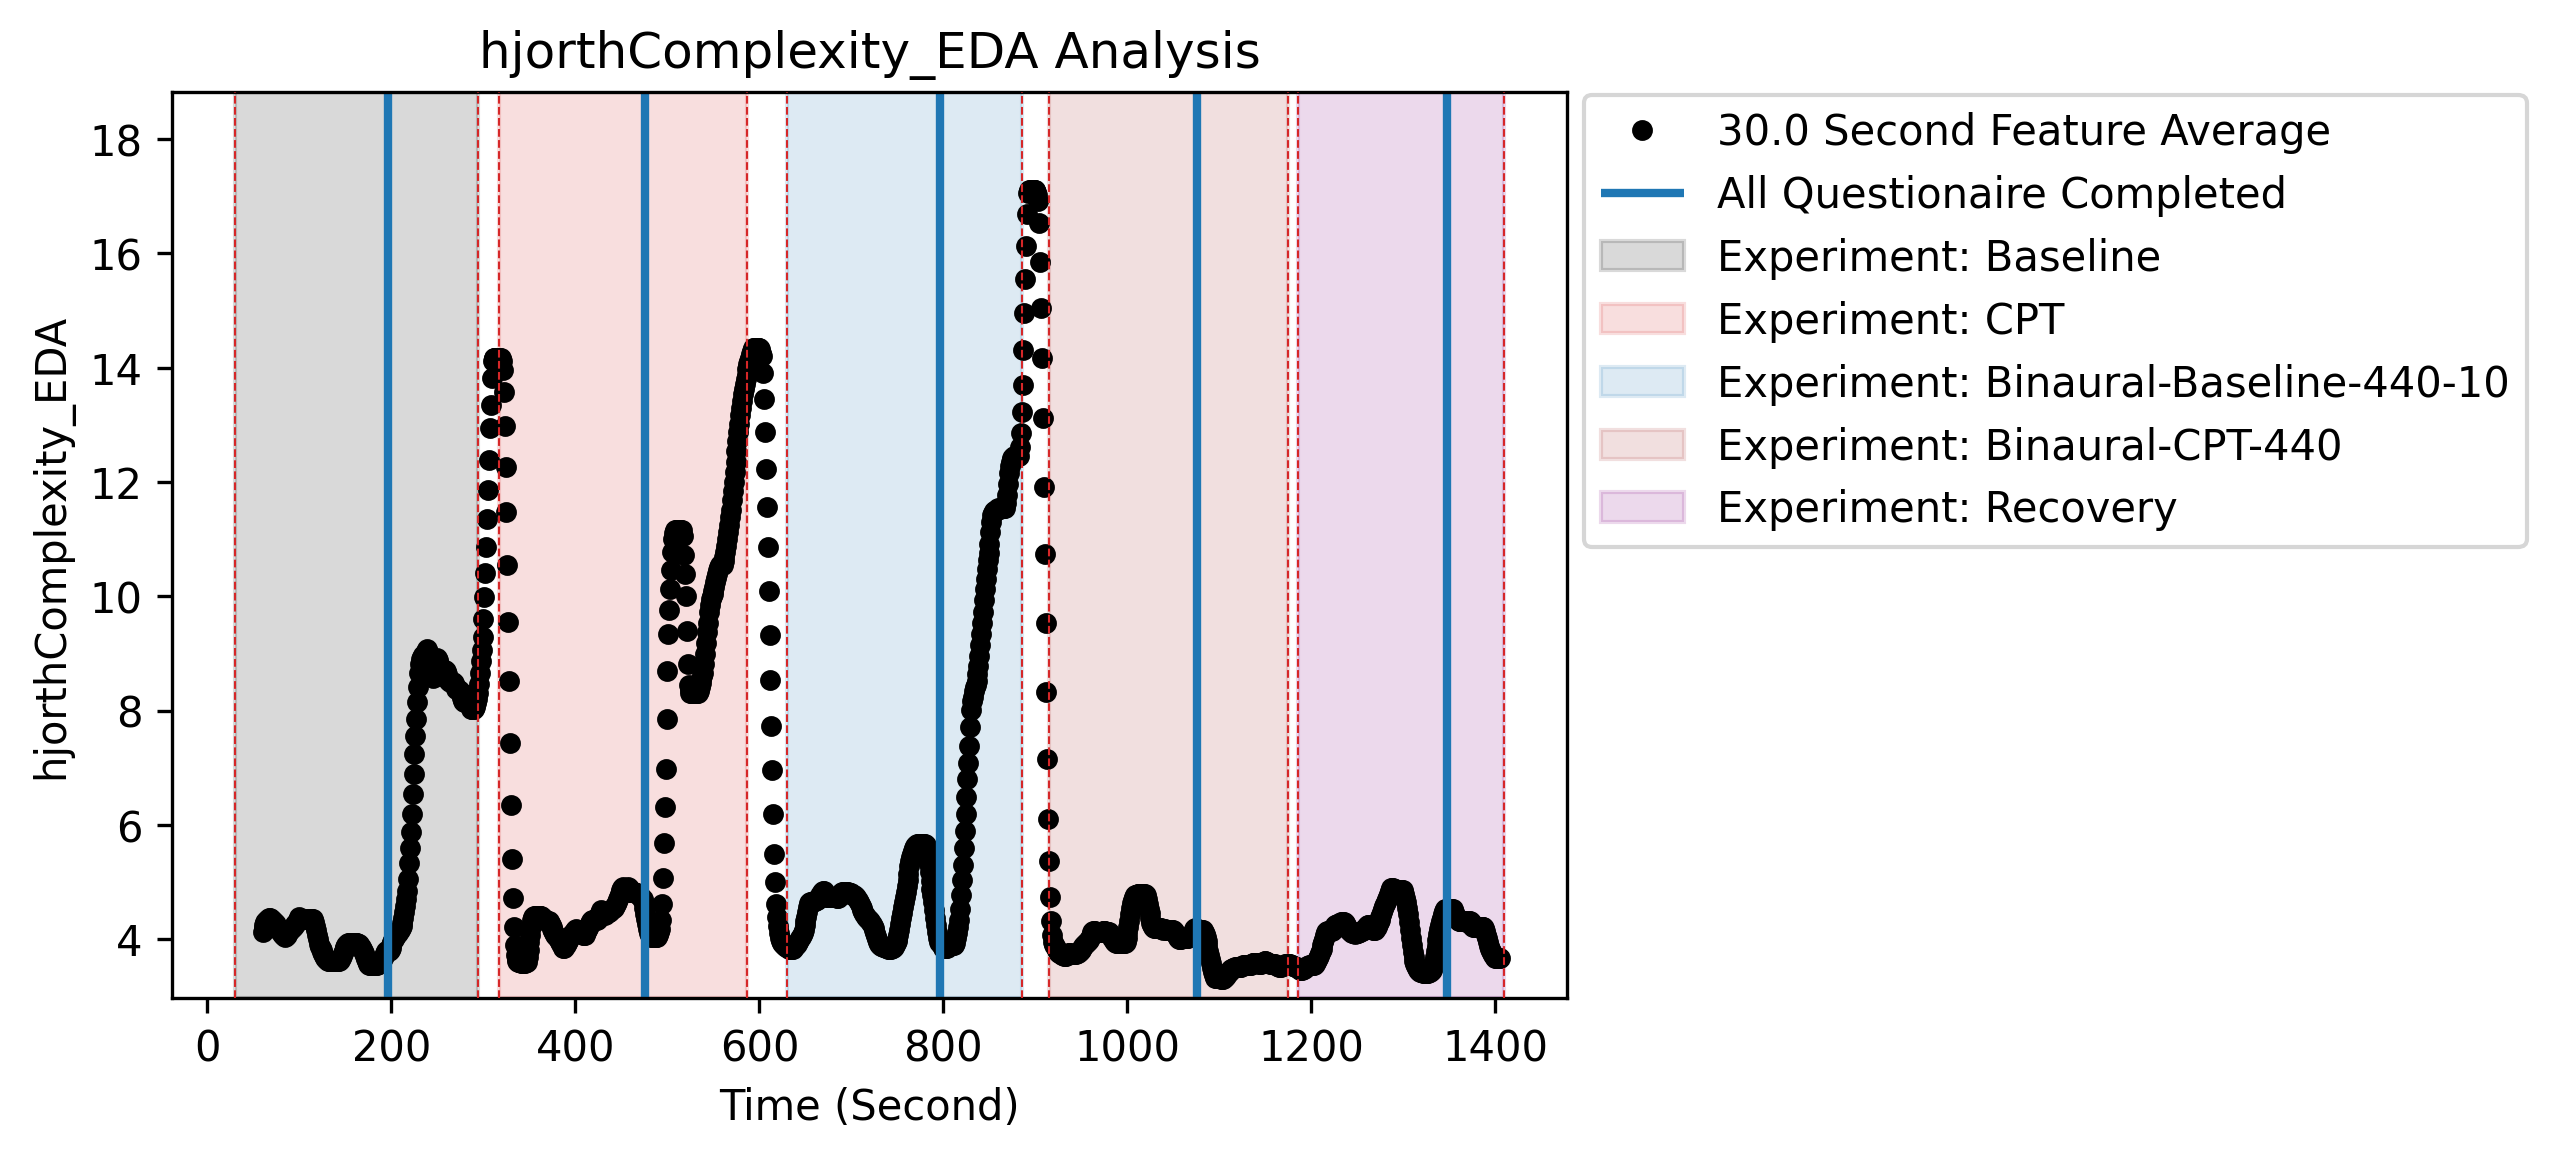 hjorthComplexity_EDA Analysis
hjorthComplexity_EDA
18
16
14
12
10
8
6
4
0 200 400 600 800 1000 1200 1400
Time (Second)
30.0 Second Feature Average
All Questionaire Completed
Experiment: Baseline
Experiment: CPT
Experiment: Binaural-Baseline-440-10
Experiment: Binaural-CPT-440
Experiment: Recovery